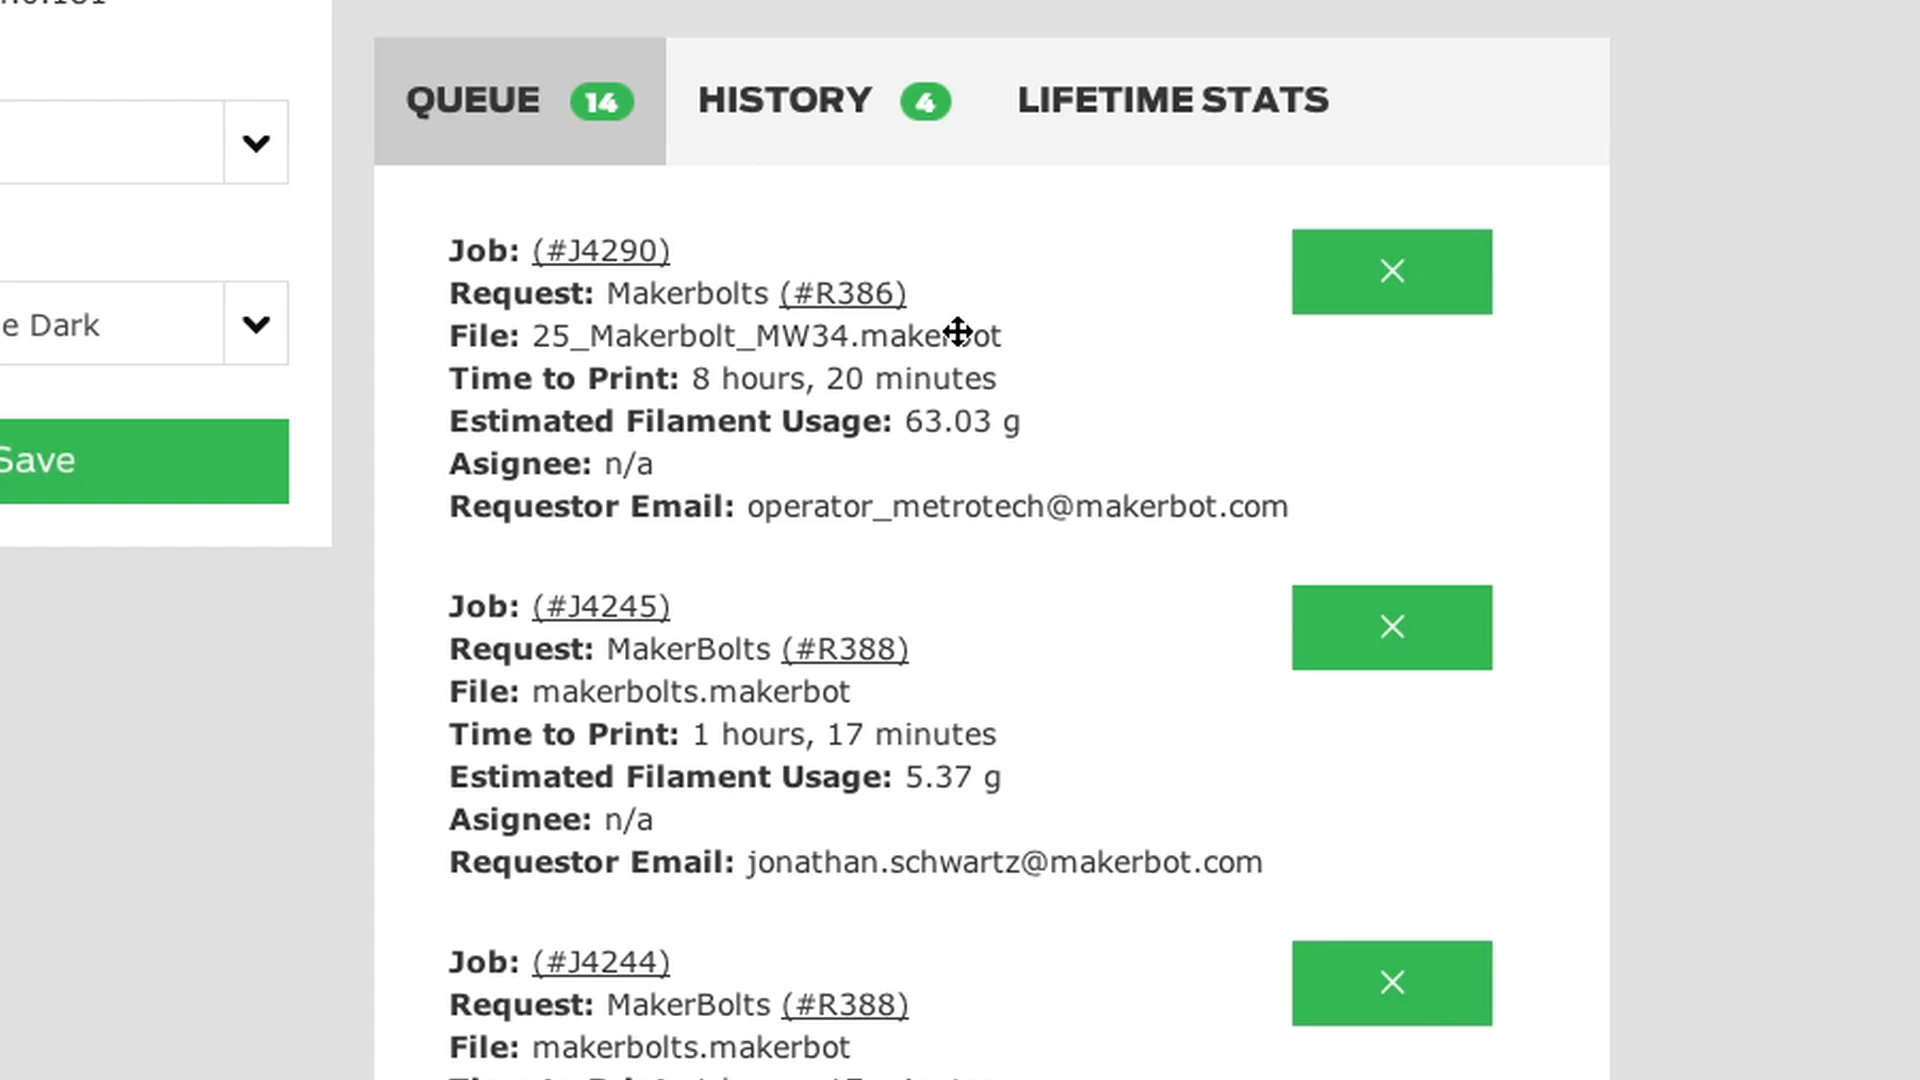 QUEUE 14 HISTORY 4 LIFETIME STATS
e Dark
Save
Job: (#J4290)
Request: Makerbolts (#R386)
File: 25_Makerbolt_MW34.makerbot
Time to Print: 8 hours, 20 minutes
Estimated Filament Usage: 63.03 g
Asignee: n/a
Requestor Email: operator_metrotech@makerbot.com
Job: (#J4245)
Request: MakerBolts (#R388)
File: makerbolts.makerbot
Time to Print: 1 hours, 17 minutes
Estimated Filament Usage: 5.37 g
Asignee: n/a
Requestor Email: jonathan.schwartz@makerbot.com
Job: (#J4244)
Request: MakerBolts (#R388)
File: makerbolts.makerbot